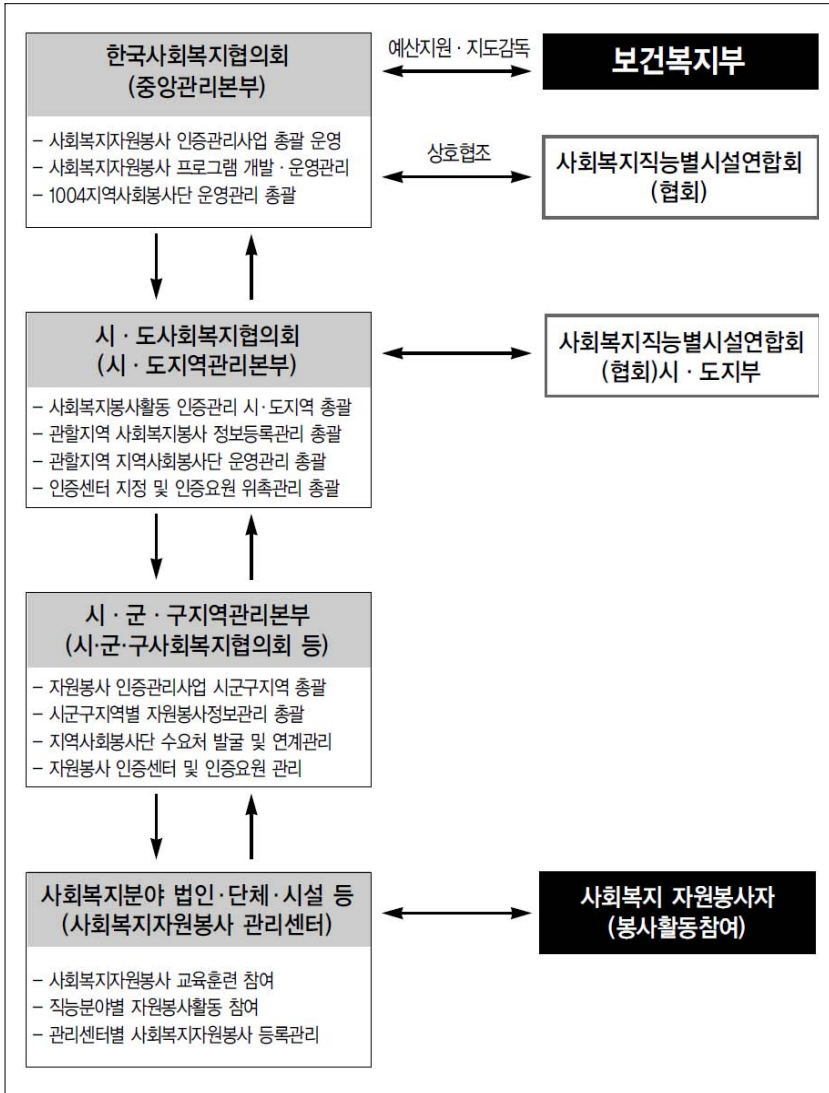 한국사회복지협의회
(중앙관리본부)
– 사회복지자원봉사 인증관리사업 총괄 운영
– 사회복지자원봉사 프로그램 개발 · 운영관리
– 1004지역사회봉사단 운영관리 총괄
예산지원 · 지도감독
보건복지부
상호협조
사회복지직능별시설연합회
(협회)
시 · 도사회복지협의회
(시 · 도지역관리본부)
– 사회복지봉사활동 인증관리 시·도지역 총괄
– 관할지역 사회복지봉사 정보등록관리 총괄
– 관할지역 지역사회봉사단 운영관리 총괄
– 인증센터 지정 및 인증요원 위촉관리 총괄
사회복지직능별시설연합회
(협회)시 · 도지부
시 · 군 · 구지역관리본부
(시·군·구사회복지협의회 등)
– 자원봉사 인증관리사업 시군구지역 총괄
– 시군구지역별 자원봉사정보관리 총괄
– 지역사회봉사단 수요처 발굴 및 연계관리
– 자원봉사 인증센터 및 인증요원 관리
사회복지분야 법인·단체·시설 등
(사회복지자원봉사 관리센터)
– 사회복지자원봉사 교육훈련 참여
– 직능분야별 자원봉사활동 참여
– 관리센터별 사회복지자원봉사 등록관리
사회복지 자원봉사자
(봉사활동참여)